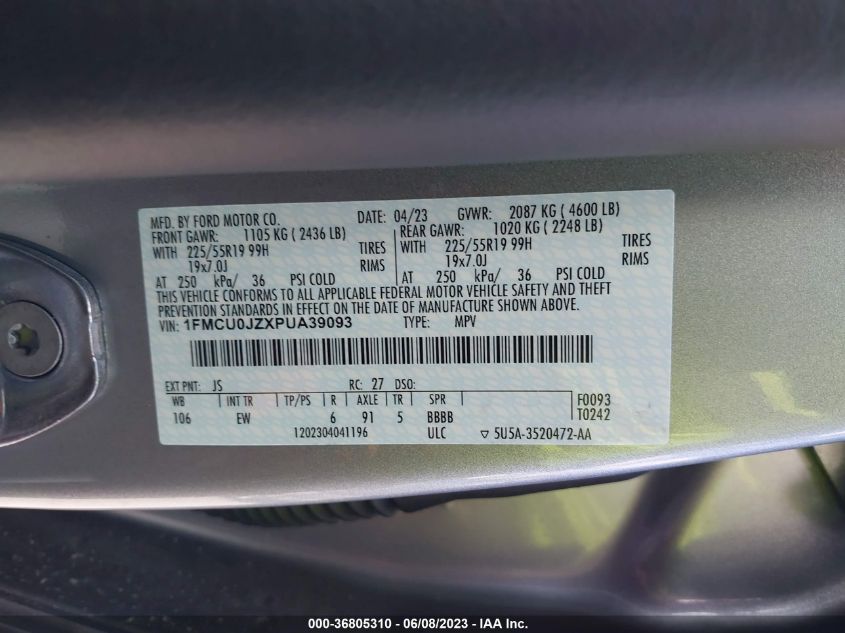 MFD. BY FORD MOTOR CO. DATE: 04/23 GVWR: 2087 KG ( 4600 LB)
FRONT GAWR: 1105 KG ( 2436 LB) REAR GAWR: 1020 KG ( 2248 LB)
WITH 225/55R19 99H TIRES WITH 225/55R19 99H TIRES
19x7.0J RIMS 19x7.0J RIMS
AT 250 kPa/ 36 PSI COLD AT 250 kPa/ 36 PSI COLD
THIS VEHICLE CONFORMS TO ALL APPLICABLE FEDERAL MOTOR VEHICLE SAFETY AND THEFT
PREVENTION STANDARDS IN EFFECT ON THE DATE OF MANUFACTURE SHOWN ABOVE.
VIN: 1FMCU0JZXPUA39093 TYPE: MPV
EXT PNT: JS RC: 27 DSO:
WB INT TR TP/PS R AXLE TR SPR F0093
106 EW 6 91 5 BBBB T0242
1202304041196 ULC ▽ 5U5A-3520472-AA
000-36805310 - 06/08/2023 - IAA Inc.